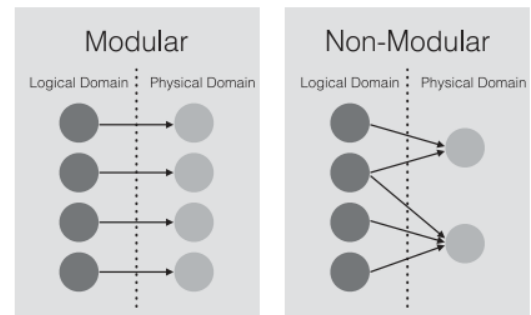 Modular
Logical Domain
Physical Domain
Non-Modular
Logical Domain
Physical Domain